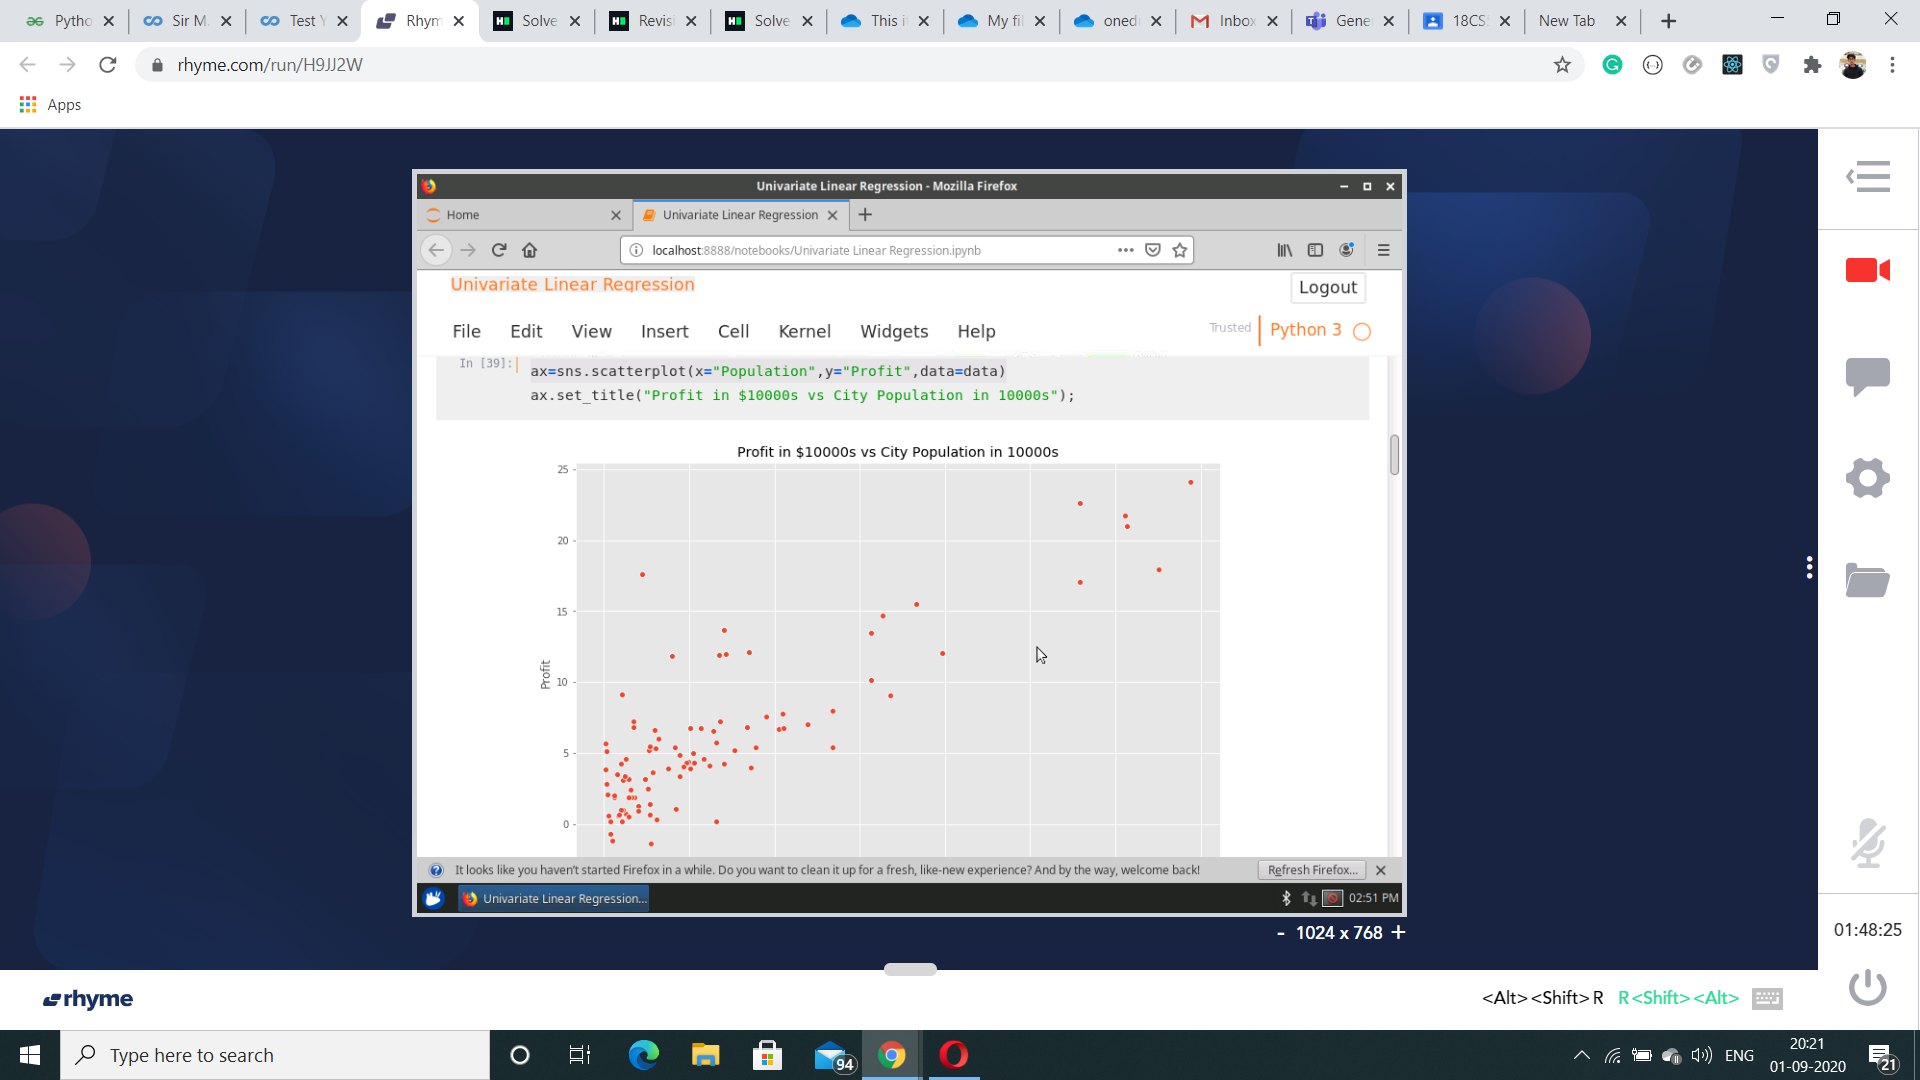 Pytho
Sir M
Test Y
Rhym
Solve
Revisi
Solve
This i
My fil
oned
Inbox
Gene
18CS
New Tab
rhyme.com/run/H9JJ2W
Apps
Univariate Linear Regression - Mozilla Firefox
Home
Univariate Linear Regression
localhost:8888/notebooks/Univariate Linear Regression.ipynb
Univariate Linear Regression
Logout
File Edit View Insert Cell Kernel Widgets Help
Trusted
Python 3
In [39]:
ax=sns.scatterplot(x="Population",y="Profit",data=data)
ax.set_title("Profit in $10000s vs City Population in 10000s");
Profit in $10000s vs City Population in 10000s
25
20
15
10
5
0
Profit
It looks like you haven't started Firefox in a while. Do you want to clean it up for a fresh, like-new experience? And by the way, welcome back!
Refresh Firefox...
Univariate Linear Regression...
02:51 PM
- 1024 x 768 +
01:48:25
rhyme
<Alt><Shift> R
R <Shift><Alt>
Type here to search
94
ENG
20:21
01-09-2020
21